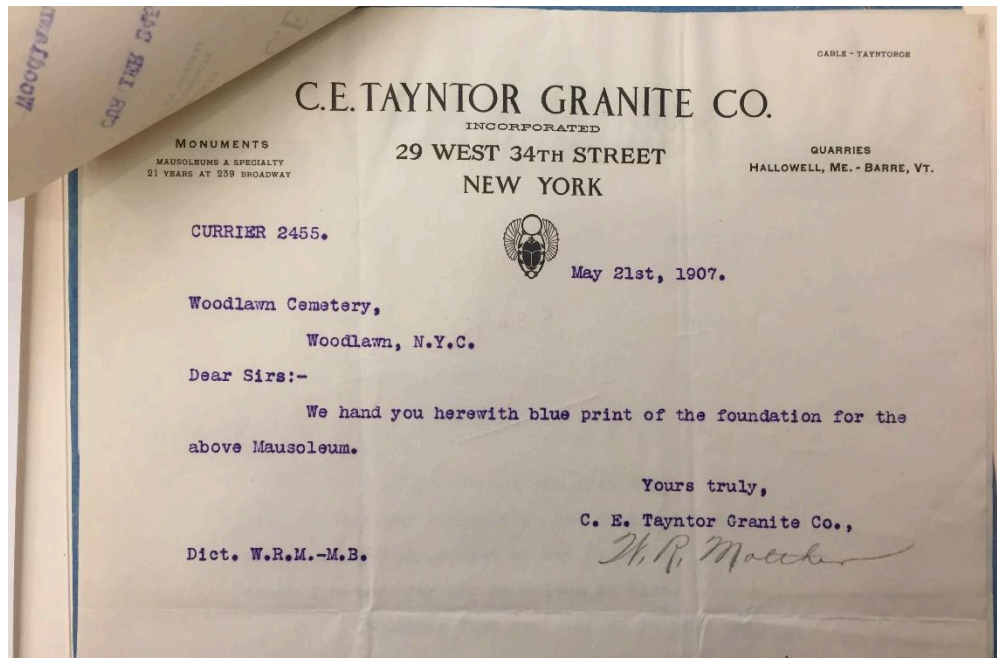 CABLE - TAYNTORCE
C.E. TAYNTOR GRANITE CO.
INCORPORATED
MONUMENTS
MAUSOLEUMS A SPECIALTY
21 YEARS AT 239 BROADWAY
29 WEST 34TH STREET
NEW YORK
QUARRIES
HALLOWELL, ME. - BARRE, VT.
CURRIER 2455.
May 21st, 1907.
Woodlawn Cemetery,
Woodlawn, N.Y.C.
Dear Sirs:-
We hand you herewith blue print of the foundation for the
above Mausoleum.
Yours truly,
C. E. Tayntor Granite Co.,
Dict. W.R.M.-M.B.
W. R.